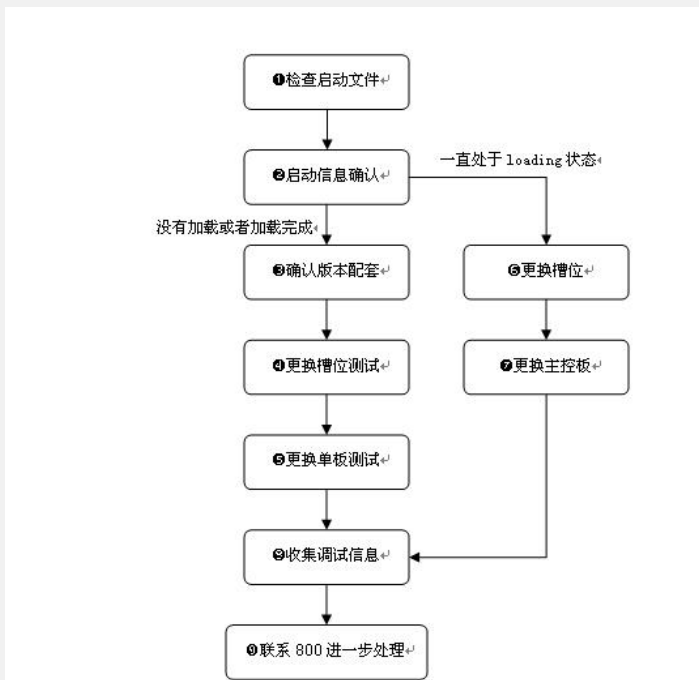 ❶检查启动文件
❷启动信息确认
一直处于 loading 状态
没有加载或者加载完成
❸确认版本配套
❻更换槽位
❹更换槽位测试
❼更换主控板
❺更换单板测试
❽收集调试信息
❾联系 800 进一步处理